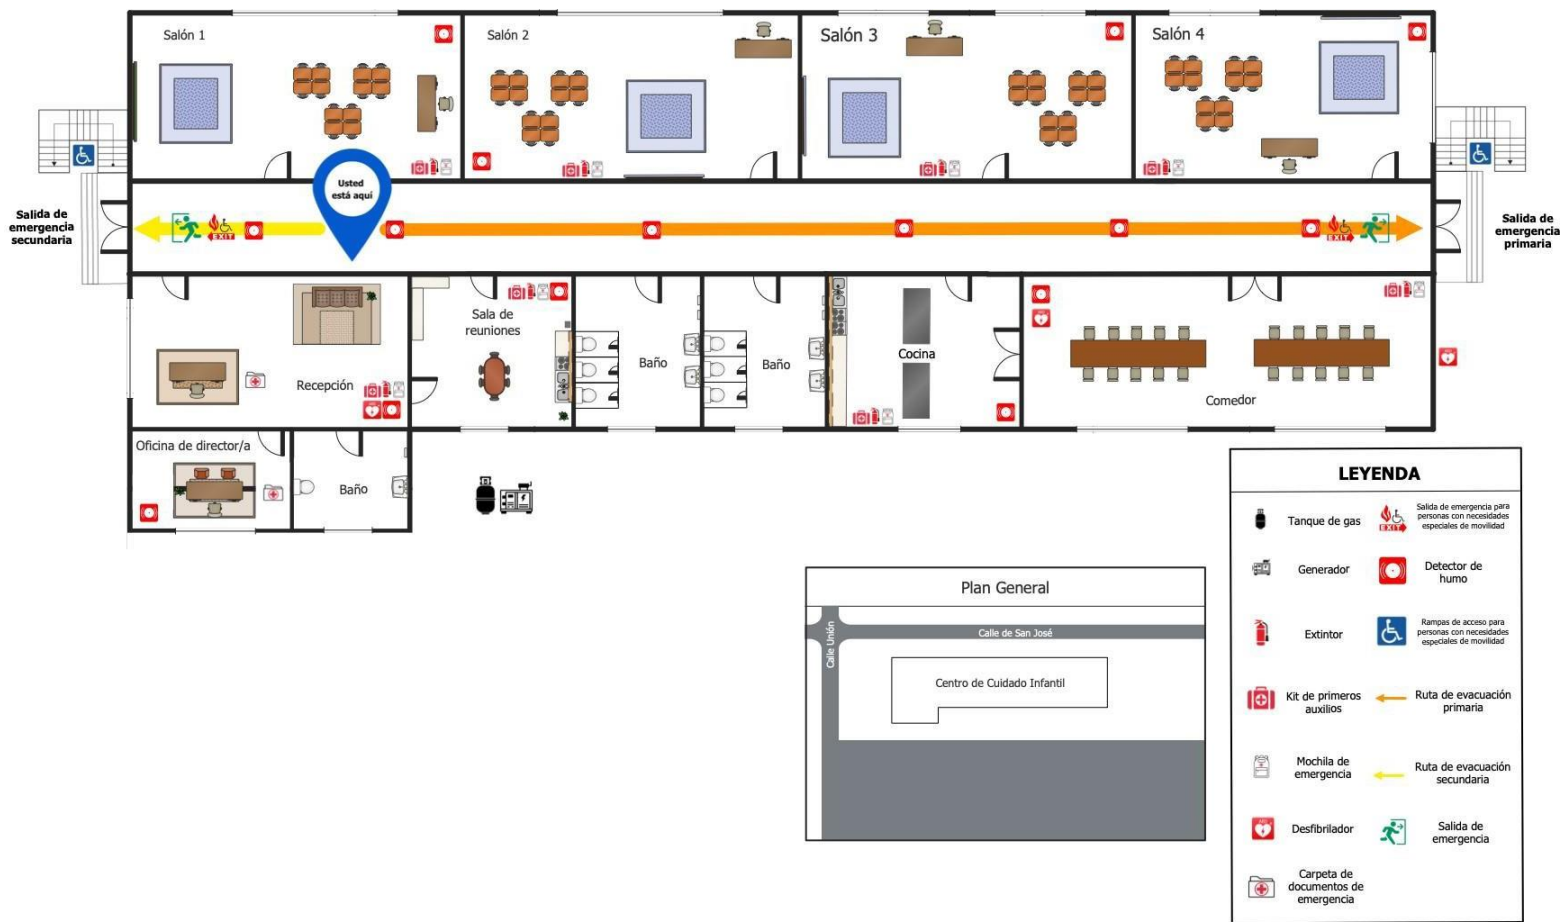 Salón 1
Salón 2
Salón 3
Salón 4
Usted
está aquí
Salida de
emergencia
secundaria
EXIT
EXIT
Salida de
emergencia
primaria
Sala de
reuniones
Baño
Baño
Cocina
Recepción
Comedor
Oficina de director/a
Baño
LEYENDA
Tanque de gas
EXIT
Salida de emergencia para
personas con necesidades
especiales de movilidad
Generador
Detector de
humo
Extintor
Rampas de acceso para
personas con necesidades
especiales de movilidad
Kit de primeros
auxilios
Ruta de evacuación
primaria
Mochila de
emergencia
Ruta de evacuación
secundaria
Desfibrilador
Salida de
emergencia
Carpeta de
documentos de
emergencia
Plan General
Calle de San José
Calle Unión
Centro de Cuidado Infantil